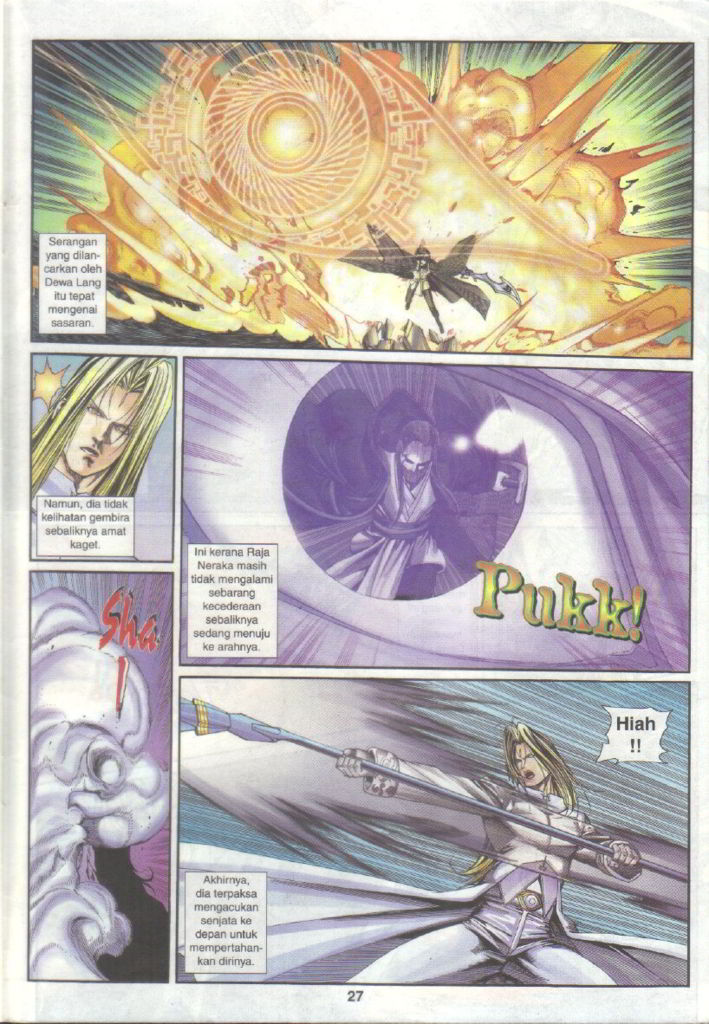 Serangan
yang dilan-
carkan oleh
Dewa Lang
itu tepat
mengenai
sasaran.
Namun, dia tidak
kelihatan gembira
sebaliknya amat
kaget.
Ini kerana Raja
Neraka masih
tidak mengalami
sebarang
kecederaan
sebaliknya
sedang menuju
ke arahnya.
Pukk!
Sha
!
Hiah
!!
Akhirnya,
dia terpaksa
mengacukan
senjata ke
depan untuk
mempertahan-
kan dirinya.
27